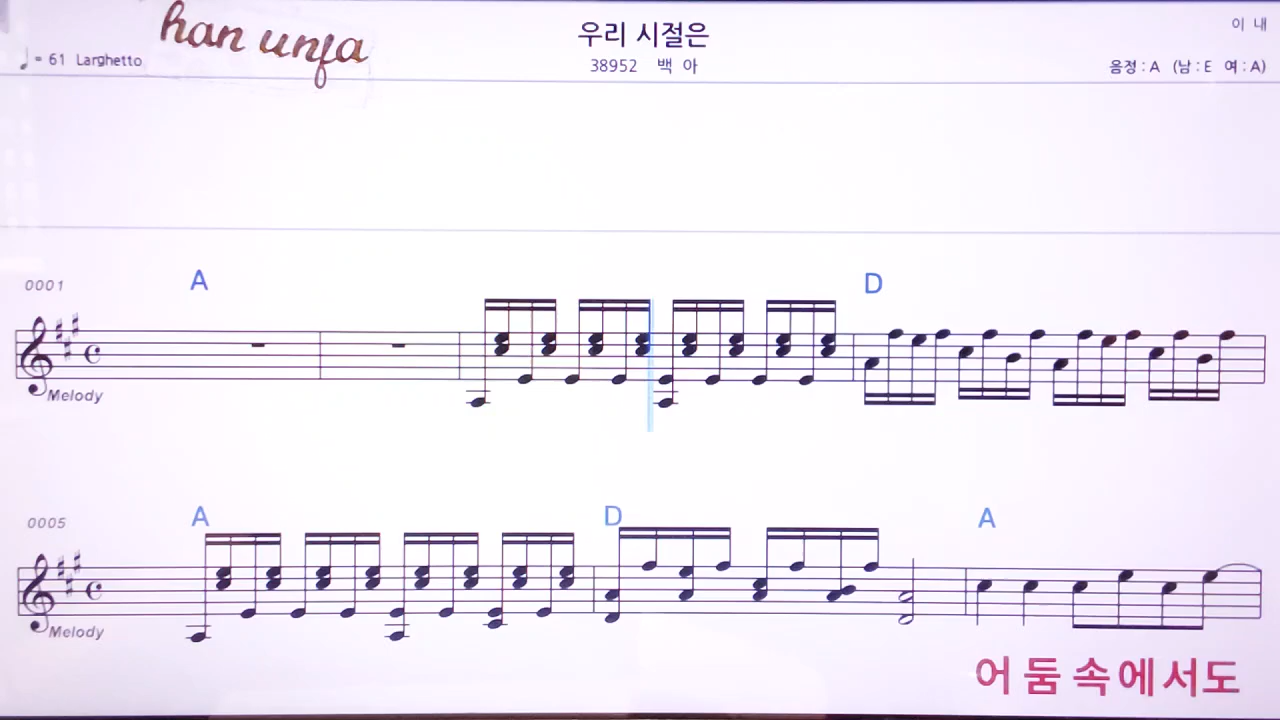 han unfa
우리 시절은
이 내
♩= 61 Larghetto
38952 백 아
음정 : A (남 : E 여 : A)
0001 A D
Melody
0005 A D A
Melody
어 둠 속 에 서 도